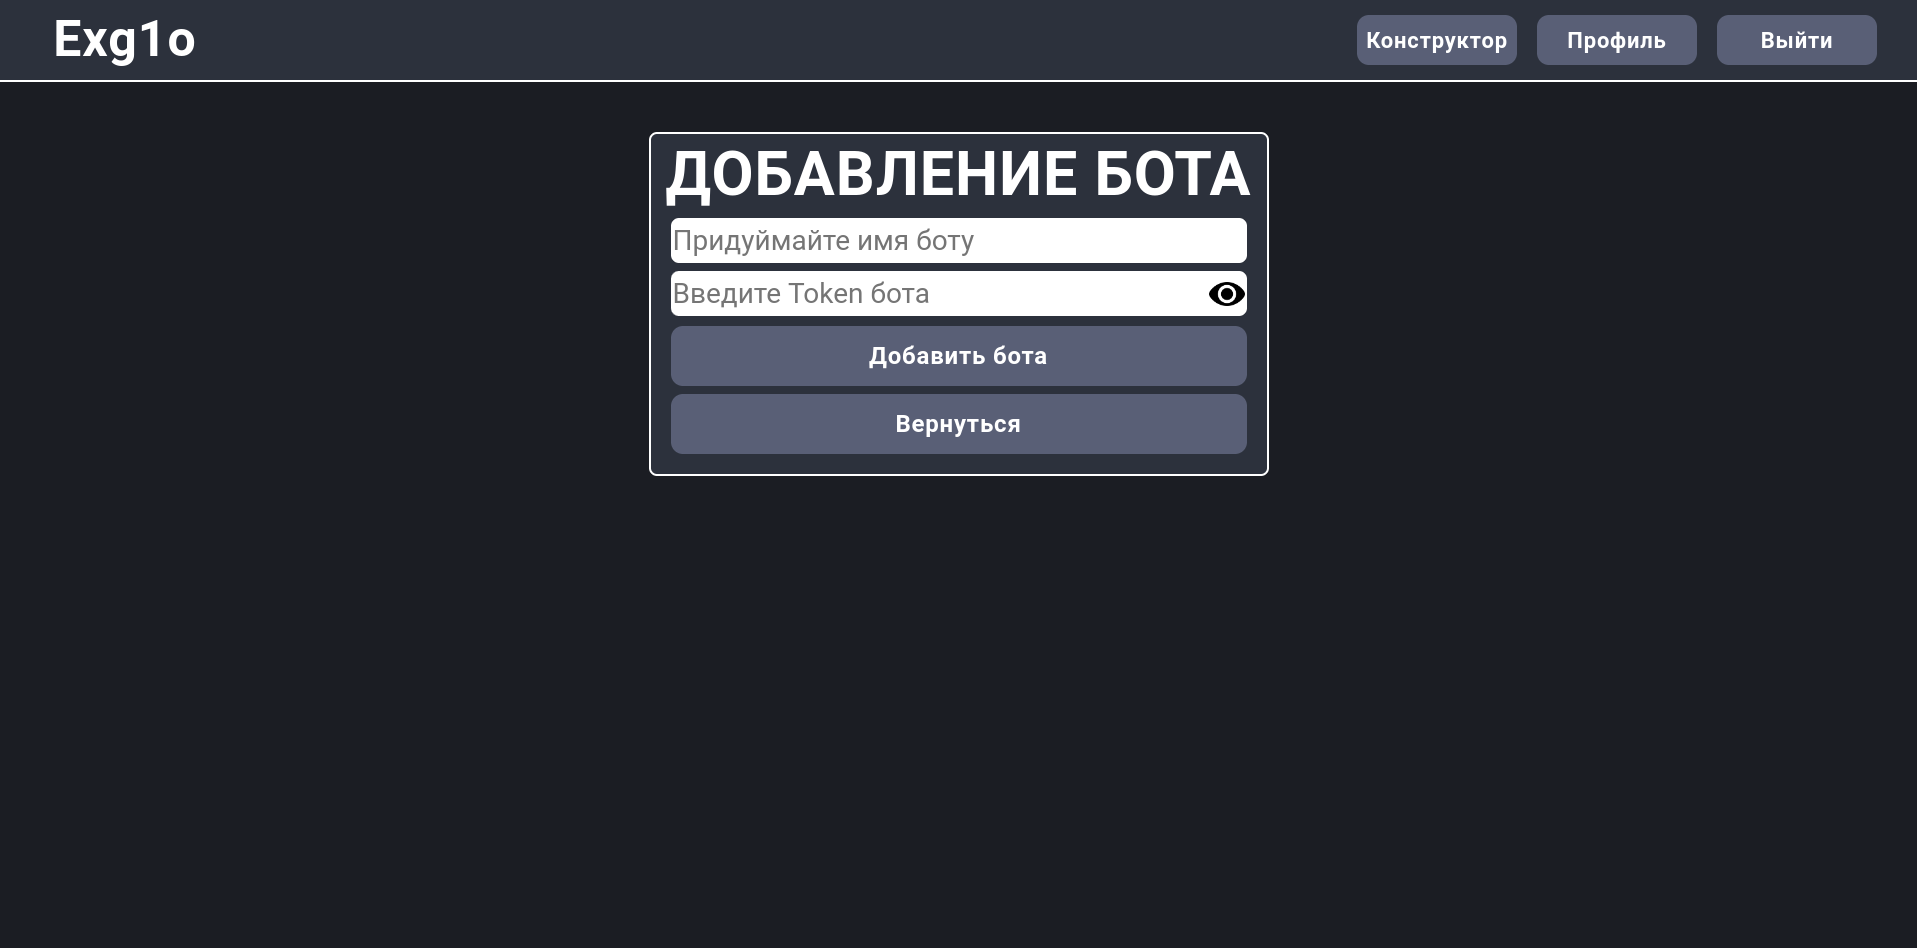 Exg1o
Конструктор
Профиль
Выйти
ДОБАВЛЕНИЕ БОТА
Придуймайте имя боту
Введите Token бота
Добавить бота
Вернуться